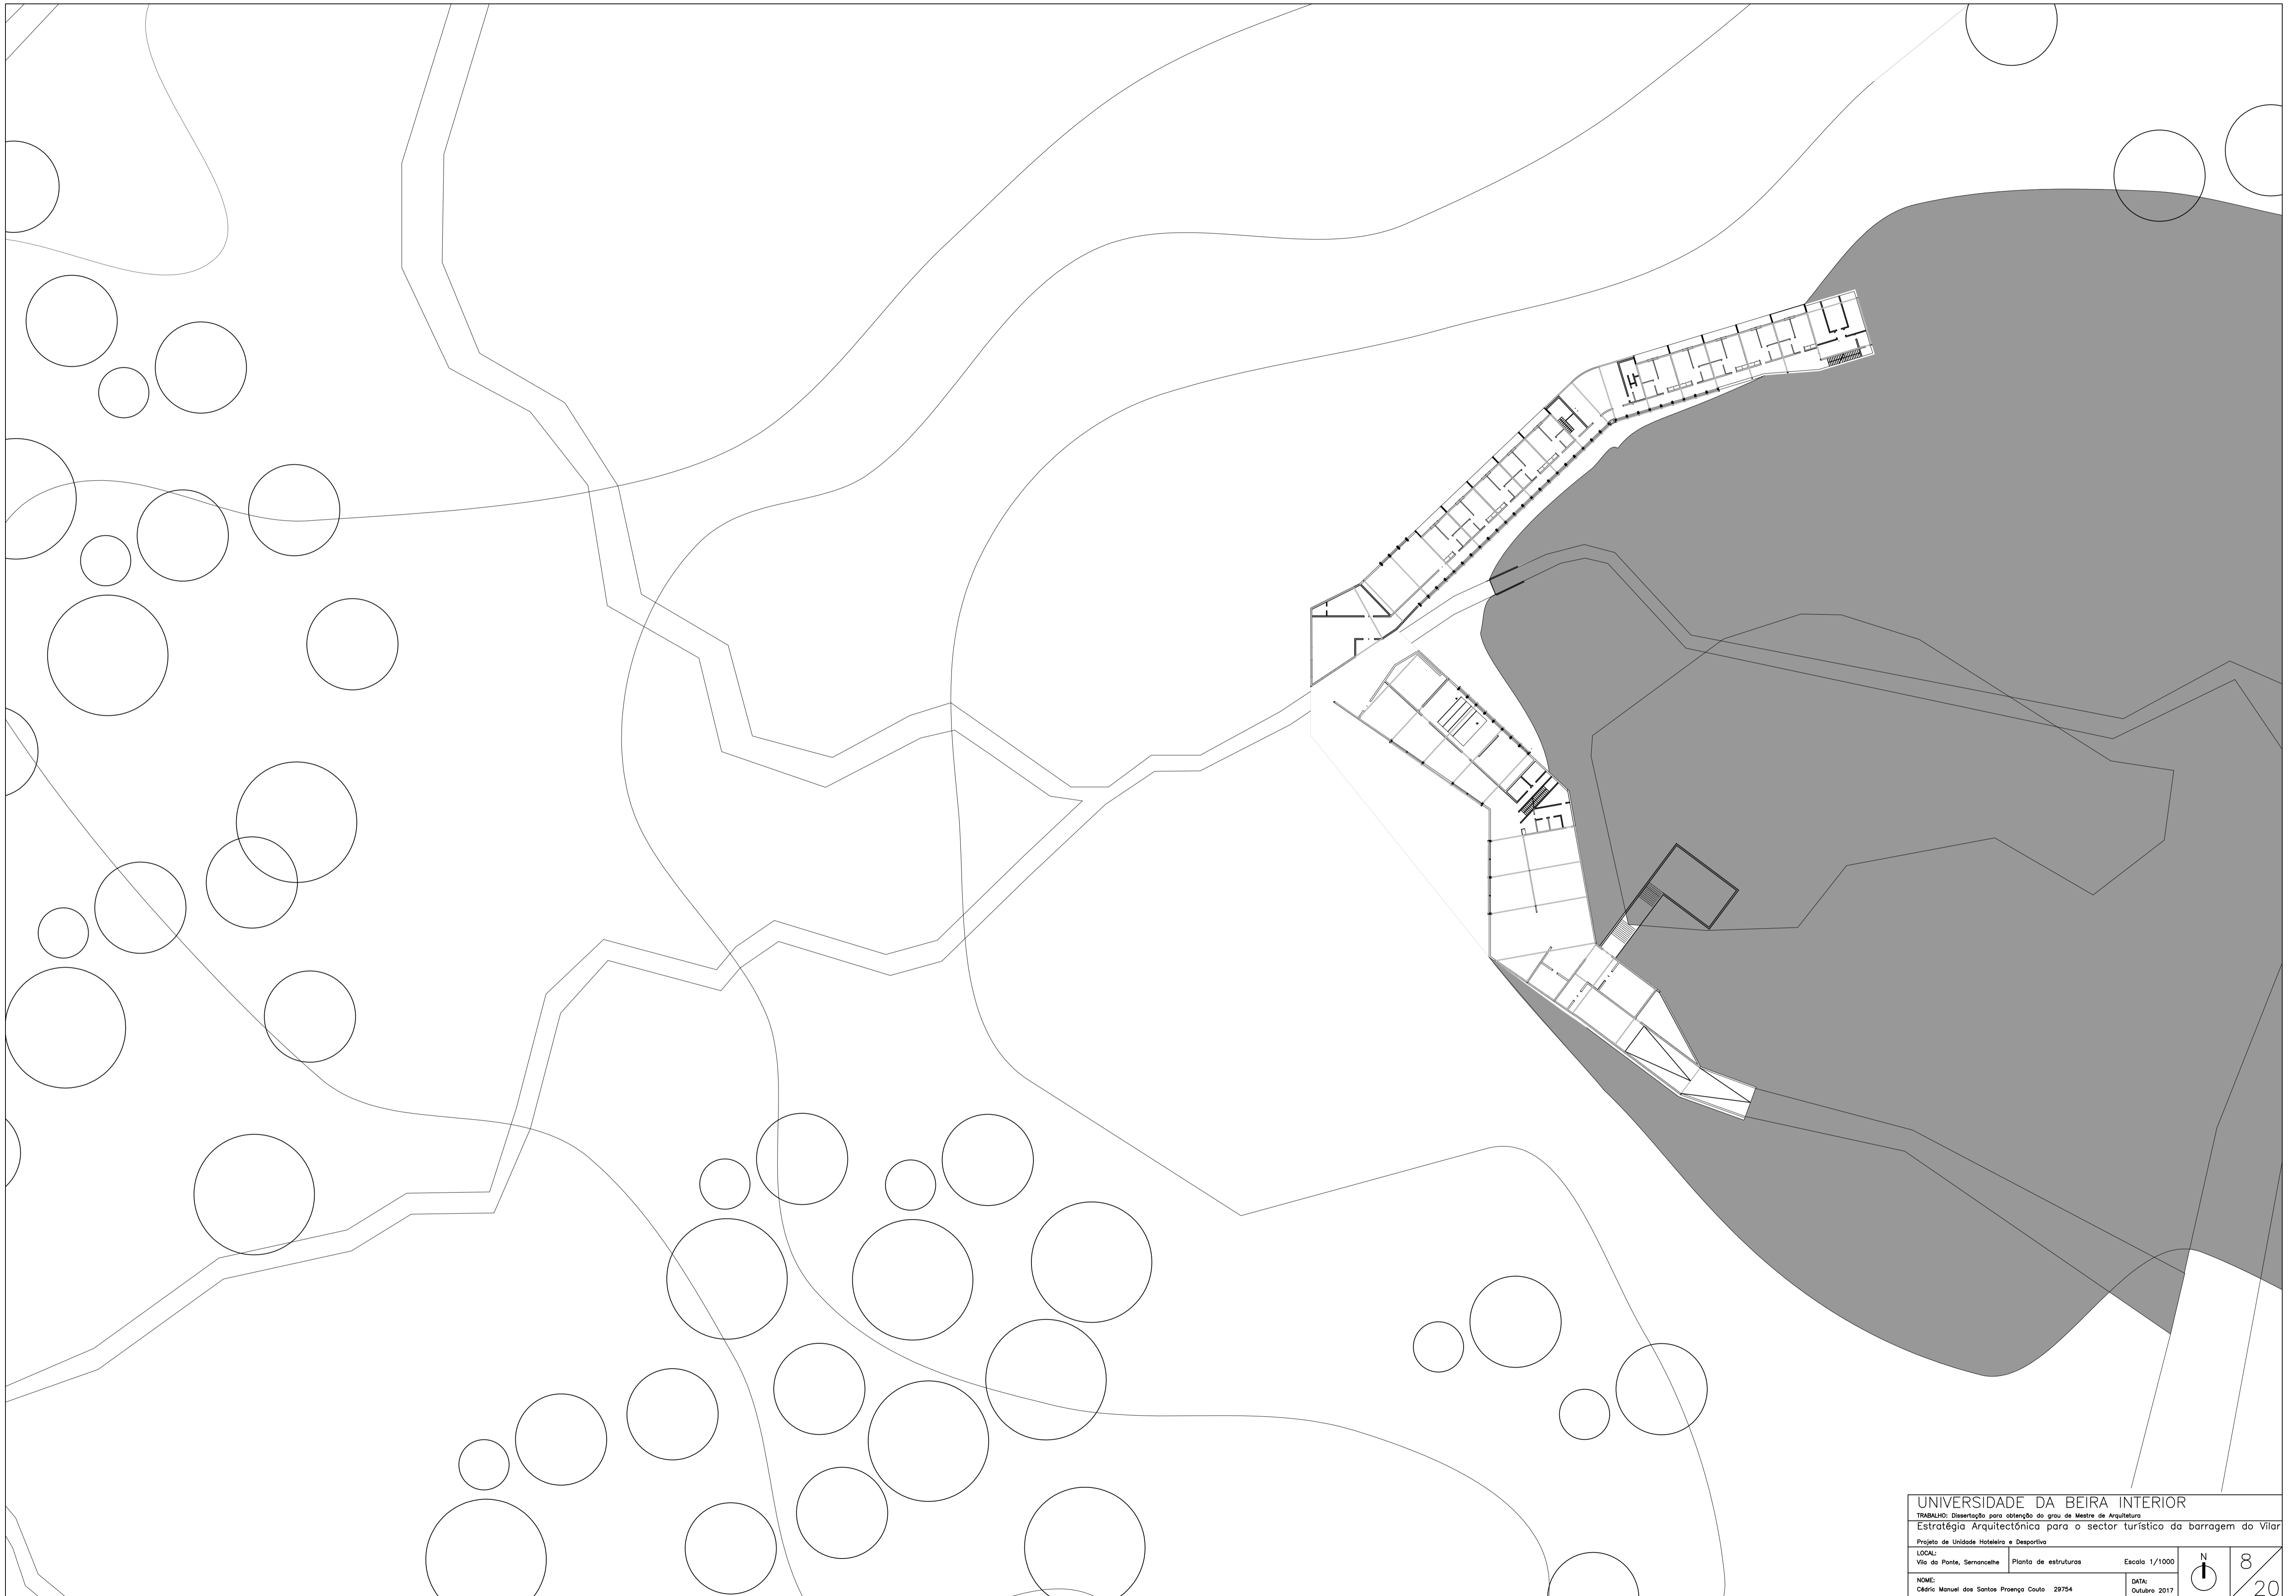 UNIVERSIDADE DA BEIRA INTERIOR
TRABALHO: Dissertação para obtenção do grau de Mestre de Arquitetura
Estratégia Arquitectónica para o sector turístico da barragem do Vilar
Projeto de Unidade Hoteleira e Desportiva
LOCAL:
Vila da Ponte, Sernancelhe
Planta de estruturas
Escala 1/1000
N
8
20
NOME:
Cédric Manuel dos Santos Proença Couto 29754
DATA:
Outubro 2017